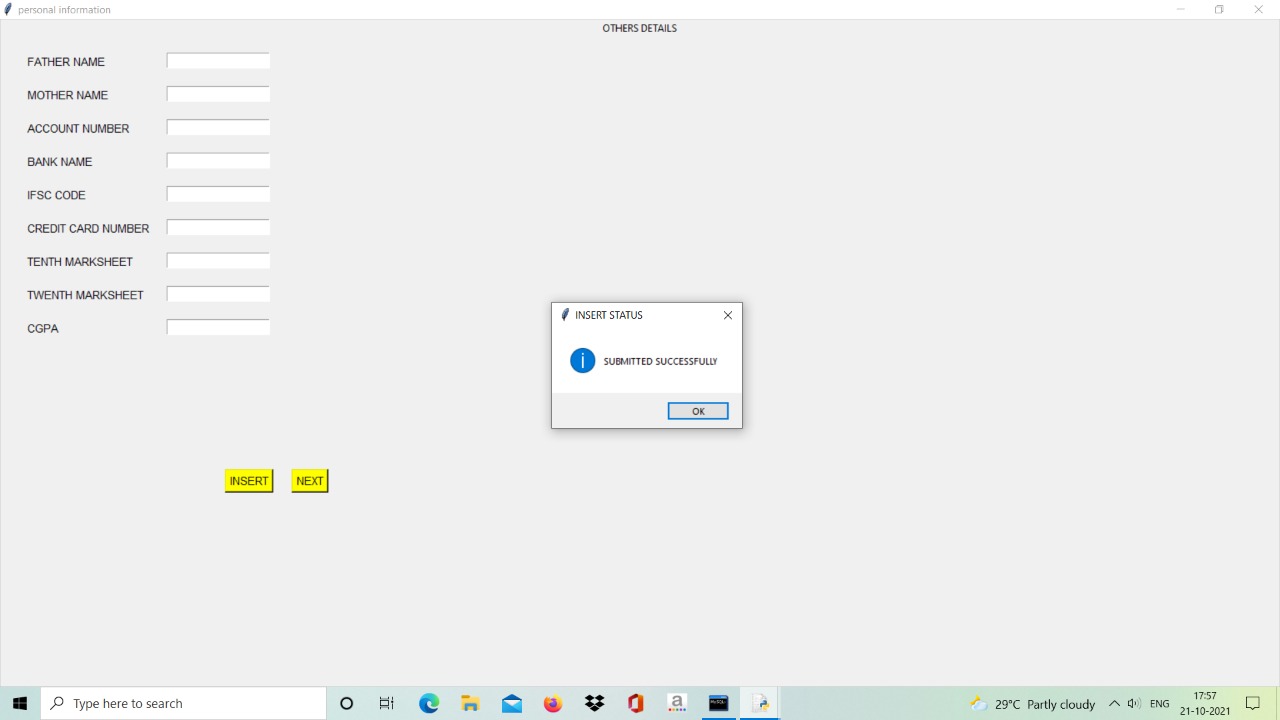 personal information
OTHERS DETAILS
FATHER NAME
MOTHER NAME
ACCOUNT NUMBER
BANK NAME
IFSC CODE
CREDIT CARD NUMBER
TENTH MARKSHEET
TWENTH MARKSHEET
CGPA
INSERT STATUS
i SUBMITTED SUCCESSFULLY
OK
INSERT NEXT
Type here to search
a
MySQL
29°C Partly cloudy
ENG
17:57
21-10-2021